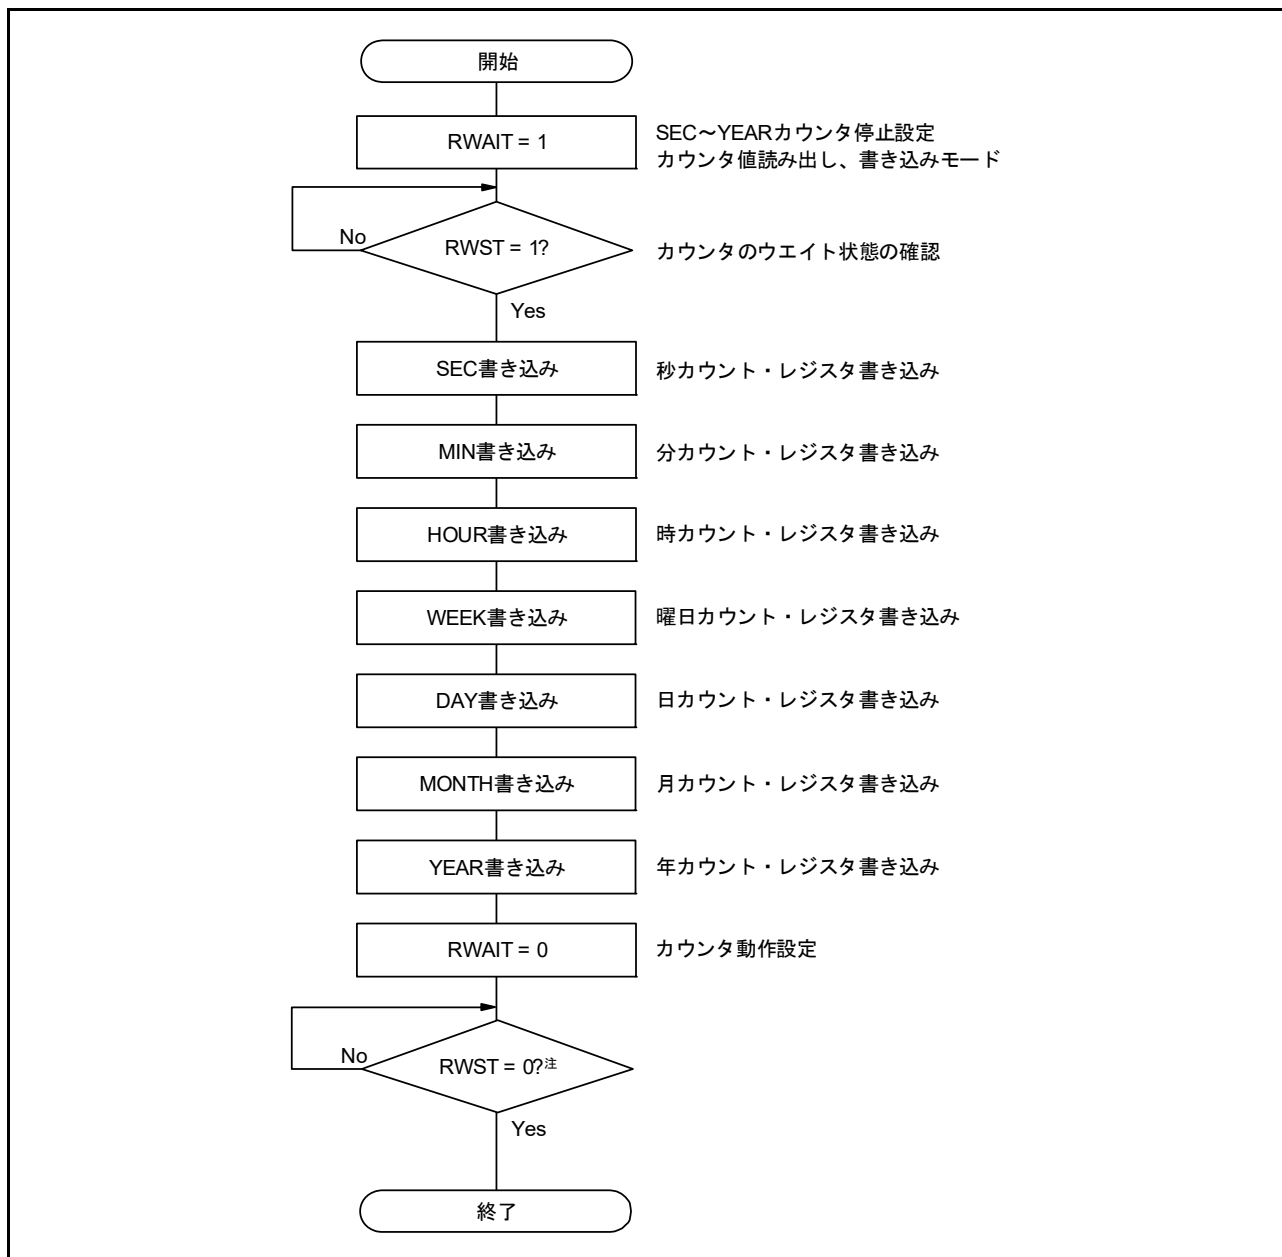 開始
RWAIT = 1
SEC～YEARカウンタ停止設定
カウンタ値読み出し、書き込みモード
No
RWST = 1?
カウンタのウエイト状態の確認
Yes
SEC書き込み
秒カウント・レジスタ書き込み
MIN書き込み
分カウント・レジスタ書き込み
HOUR書き込み
時カウント・レジスタ書き込み
WEEK書き込み
曜日カウント・レジスタ書き込み
DAY書き込み
日カウント・レジスタ書き込み
MONTH書き込み
月カウント・レジスタ書き込み
YEAR書き込み
年カウント・レジスタ書き込み
RWAIT = 0
カウンタ動作設定
No
RWST = 0?注
Yes
終了